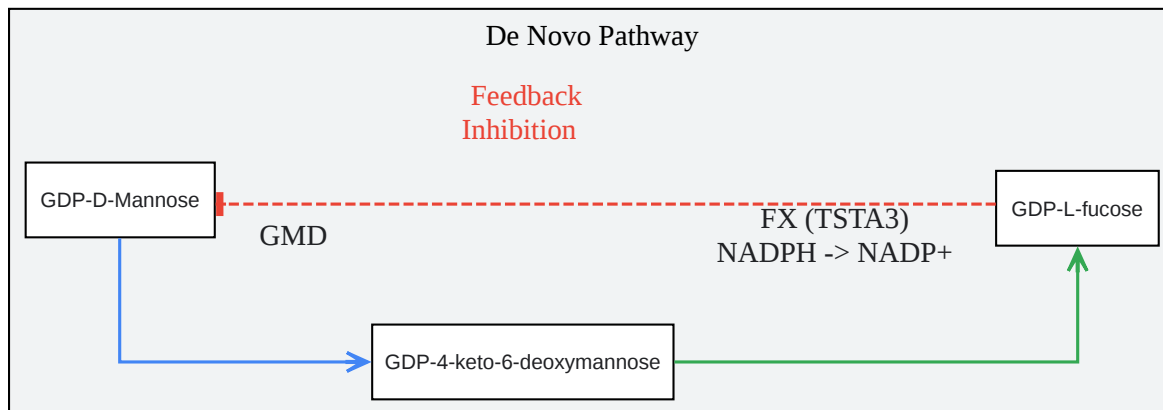 De Novo Pathway
Feedback
Inhibition
GDP-D-Mannose
GDP-L-fucose
GMD
FX (TSTA3)
NADPH -> NADP+
GDP-4-keto-6-deoxymannose